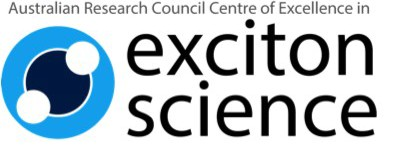 Australian Research Council Centre of Excellence in
exciton
science